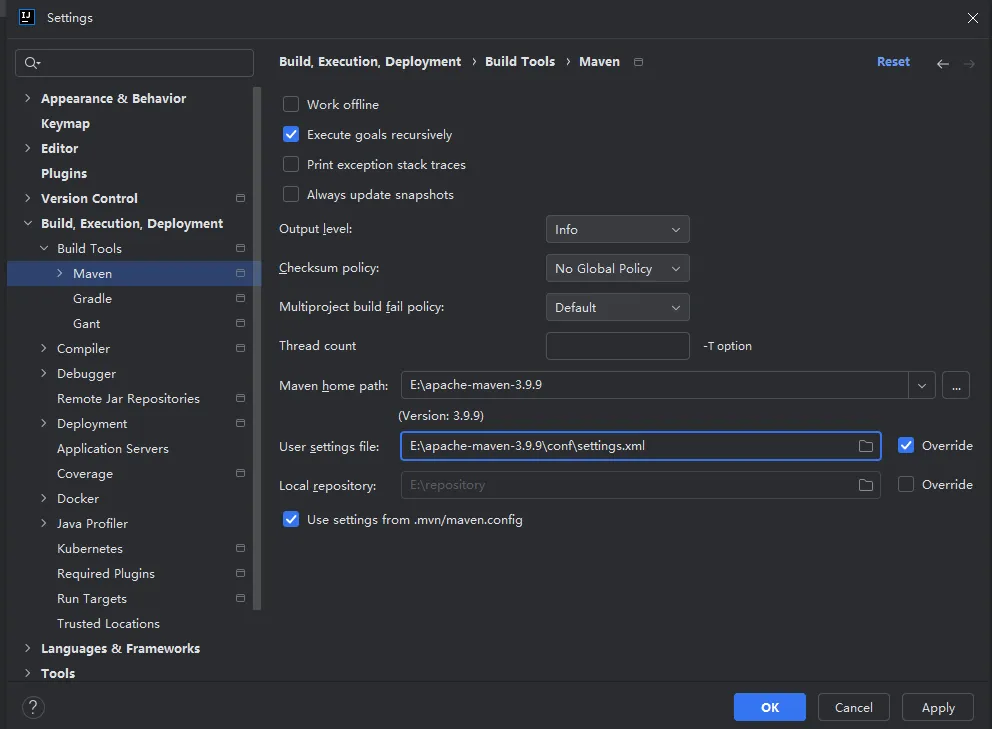 Settings
Build, Execution, Deployment › Build Tools › Maven
Reset
Appearance & Behavior
Keymap
Editor
Plugins
Version Control
Build, Execution, Deployment
Build Tools
Maven
Gradle
Gant
Compiler
Debugger
Remote Jar Repositories
Deployment
Application Servers
Coverage
Docker
Java Profiler
Kubernetes
Required Plugins
Run Targets
Trusted Locations
Languages & Frameworks
Tools
Work offline
Execute goals recursively
Print exception stack traces
Always update snapshots
Output level: Info
Checksum policy: No Global Policy
Multiproject build fail policy: Default
Thread count -T option
Maven home path: E:\apache-maven-3.9.9 ...
(Version: 3.9.9)
User settings file: E:\apache-maven-3.9.9\conf\settings.xml Override
Local repository: E:\repository Override
Use settings from .mvn/maven.config
? OK Cancel Apply